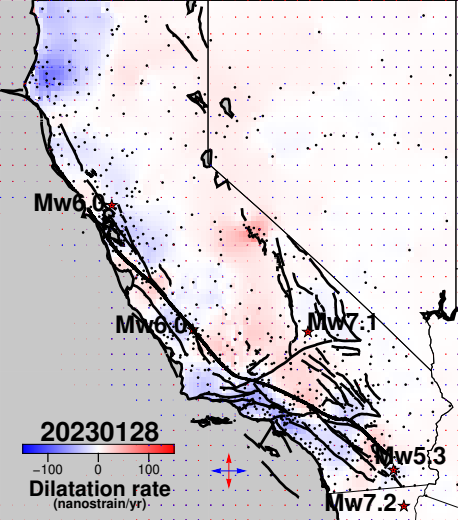 Mw6.0
Mw6.0
Mw7.1
20230128
−100 0 100
Dilatation rate
(nanostrain/yr)
Mw5.3
Mw7.2